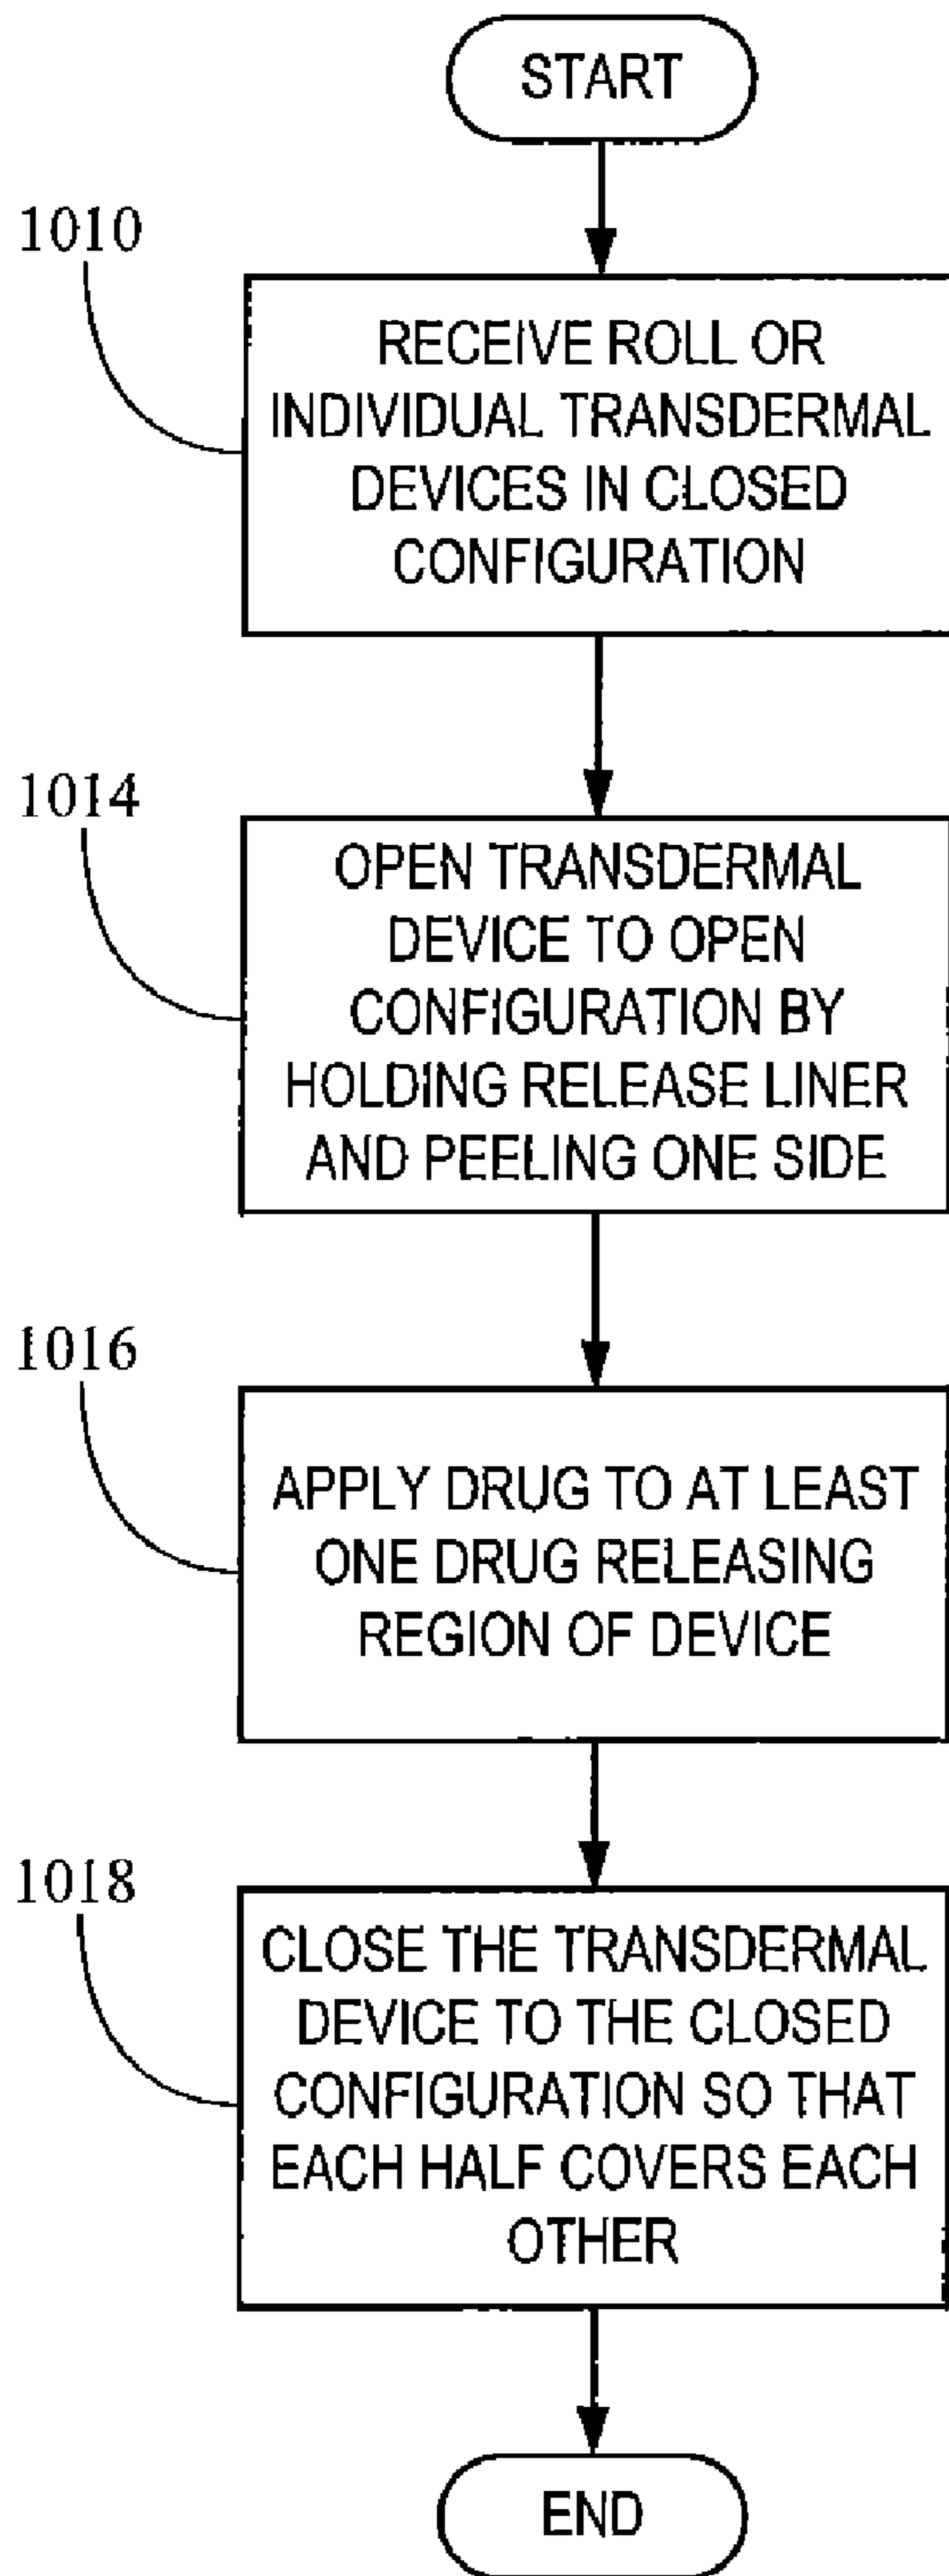 START
1010
RECEIVE ROLL OR
INDIVIDUAL TRANSDERMAL
DEVICES IN CLOSED
CONFIGURATION
1014
OPEN TRANSDERMAL
DEVICE TO OPEN
CONFIGURATION BY
HOLDING RELEASE LINER
AND PEELING ONE SIDE
1016
APPLY DRUG TO AT LEAST
ONE DRUG RELEASING
REGION OF DEVICE
1018
CLOSE THE TRANSDERMAL
DEVICE TO THE CLOSED
CONFIGURATION SO THAT
EACH HALF COVERS EACH
OTHER
END